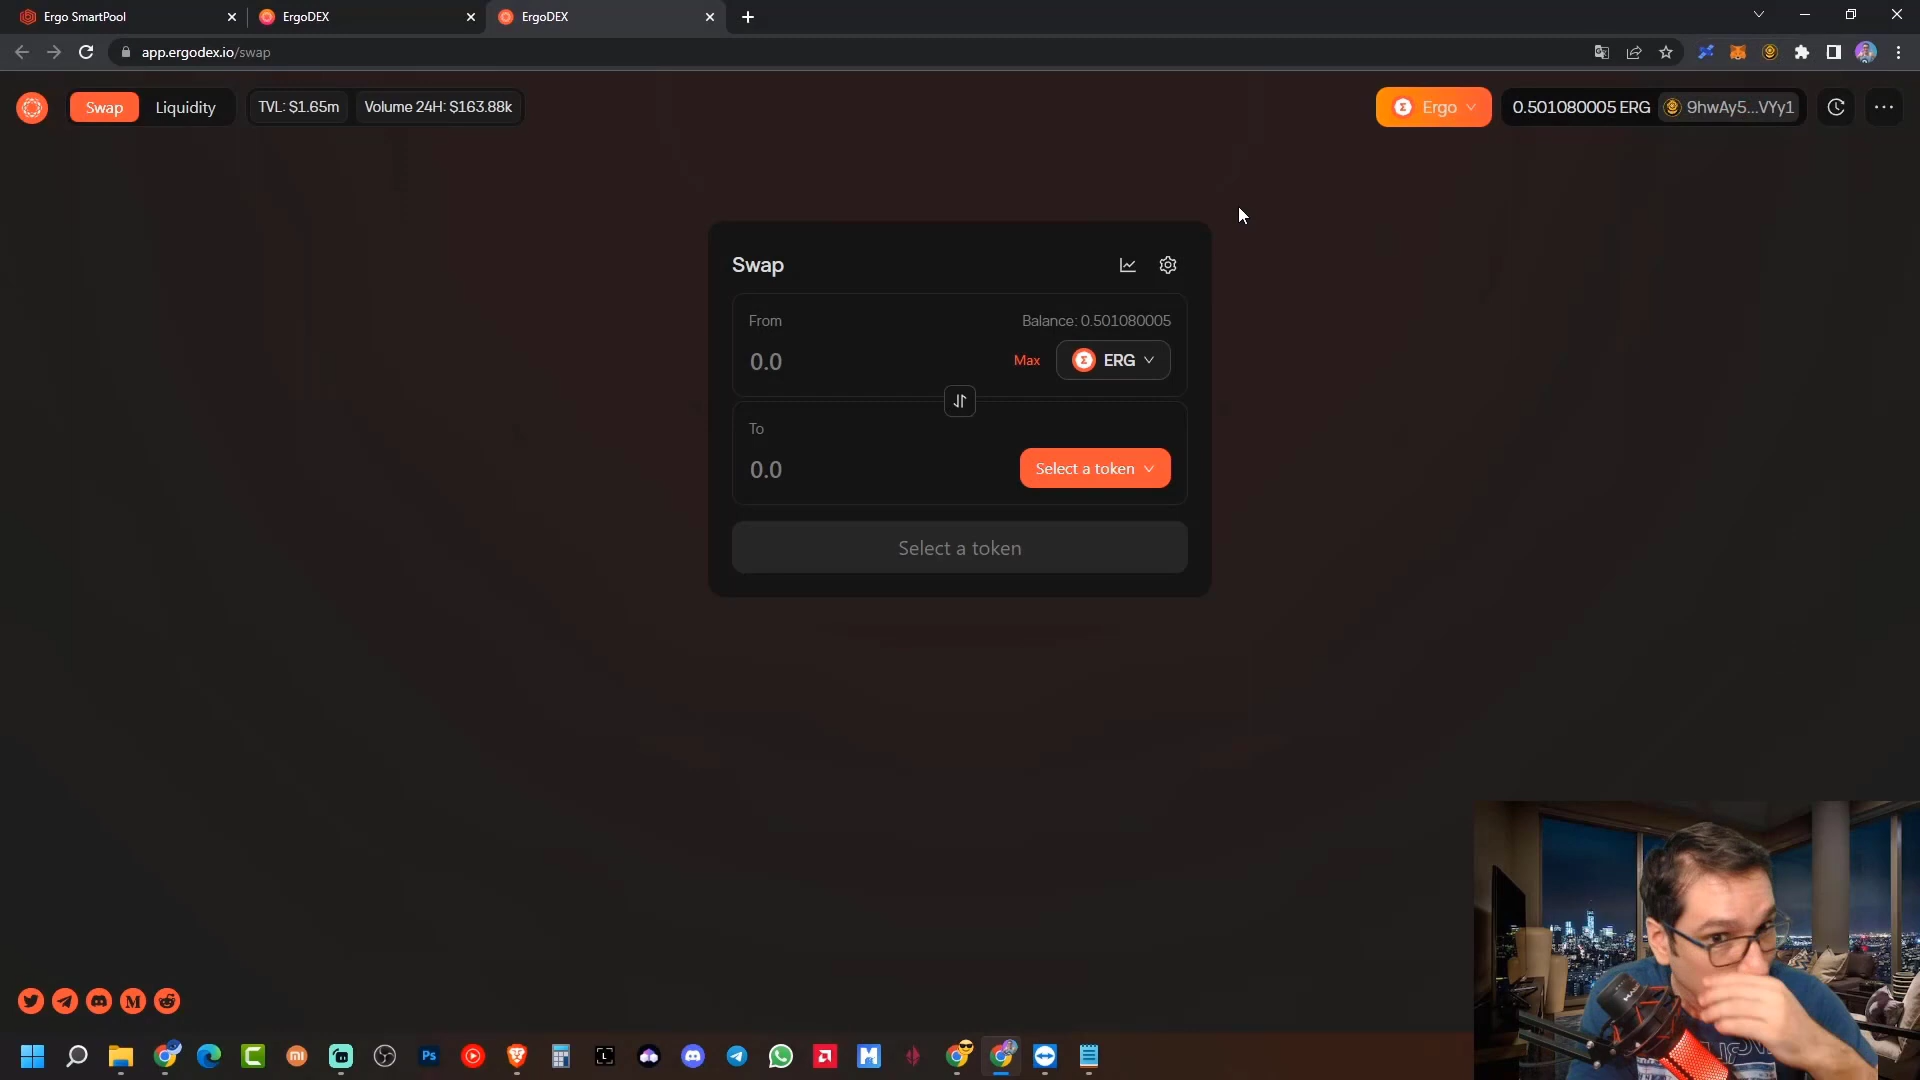 Ergo SmartPool
ErgoDEX
ErgoDEX
app.ergodex.io/swap
Swap
Liquidity
TVL: $1.65m
Volume 24H: $163.88k
Ergo
0.501080005 ERG
9hwAy5...VYy1
Swap
From
Balance: 0.501080005
0.0
Max
ERG
To
0.0
Select a token
Select a token